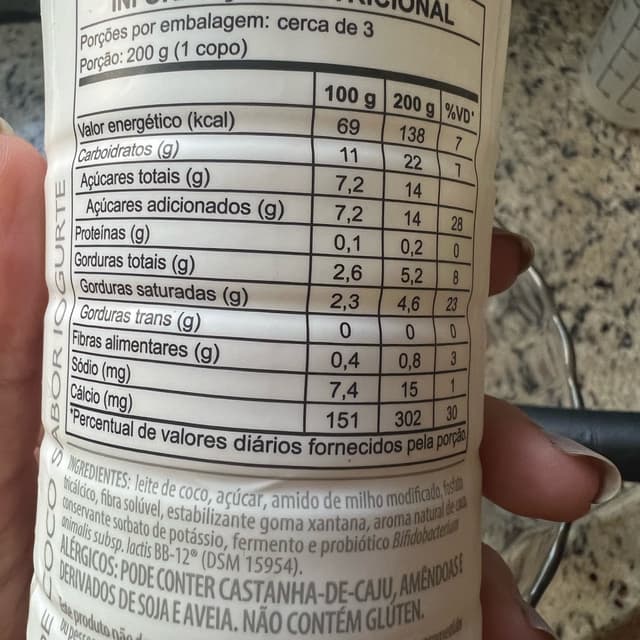 Porções por embalagem: cerca de 3
Porção: 200 g (1 copo)
100 g 200 g %VD*
Valor energético (kcal) 69 138 7
Carboidratos (g) 11 22 7
Açúcares totais (g) 7,2 14
Açúcares adicionados (g) 7,2 14 28
Proteínas (g) 0,1 0,2 0
Gorduras totais (g) 2,6 5,2 8
Gorduras saturadas (g) 2,3 4,6 23
Gorduras trans (g) 0 0 0
Fibras alimentares (g) 0,4 0,8 3
Sódio (mg) 7,4 15 1
Cálcio (mg) 151 302 30
*Percentual de valores diários fornecidos pela porção.
INGREDIENTES: leite de coco, açúcar, amido de milho modificado, fosfato
tricálcico, fibra solúvel, estabilizante goma xantana, aroma natural de coco,
conservante sorbato de potássio, fermento e probiótico Bifidobacterium
animalis subsp. lactis BB-12® (DSM 15954).
ALÉRGICOS: PODE CONTER CASTANHA-DE-CAJU, AMÊNDOAS E
DERIVADOS DE SOJA E AVEIA. NÃO CONTÉM GLÚTEN.
Este produto não
COCO SABOR IOGURTE